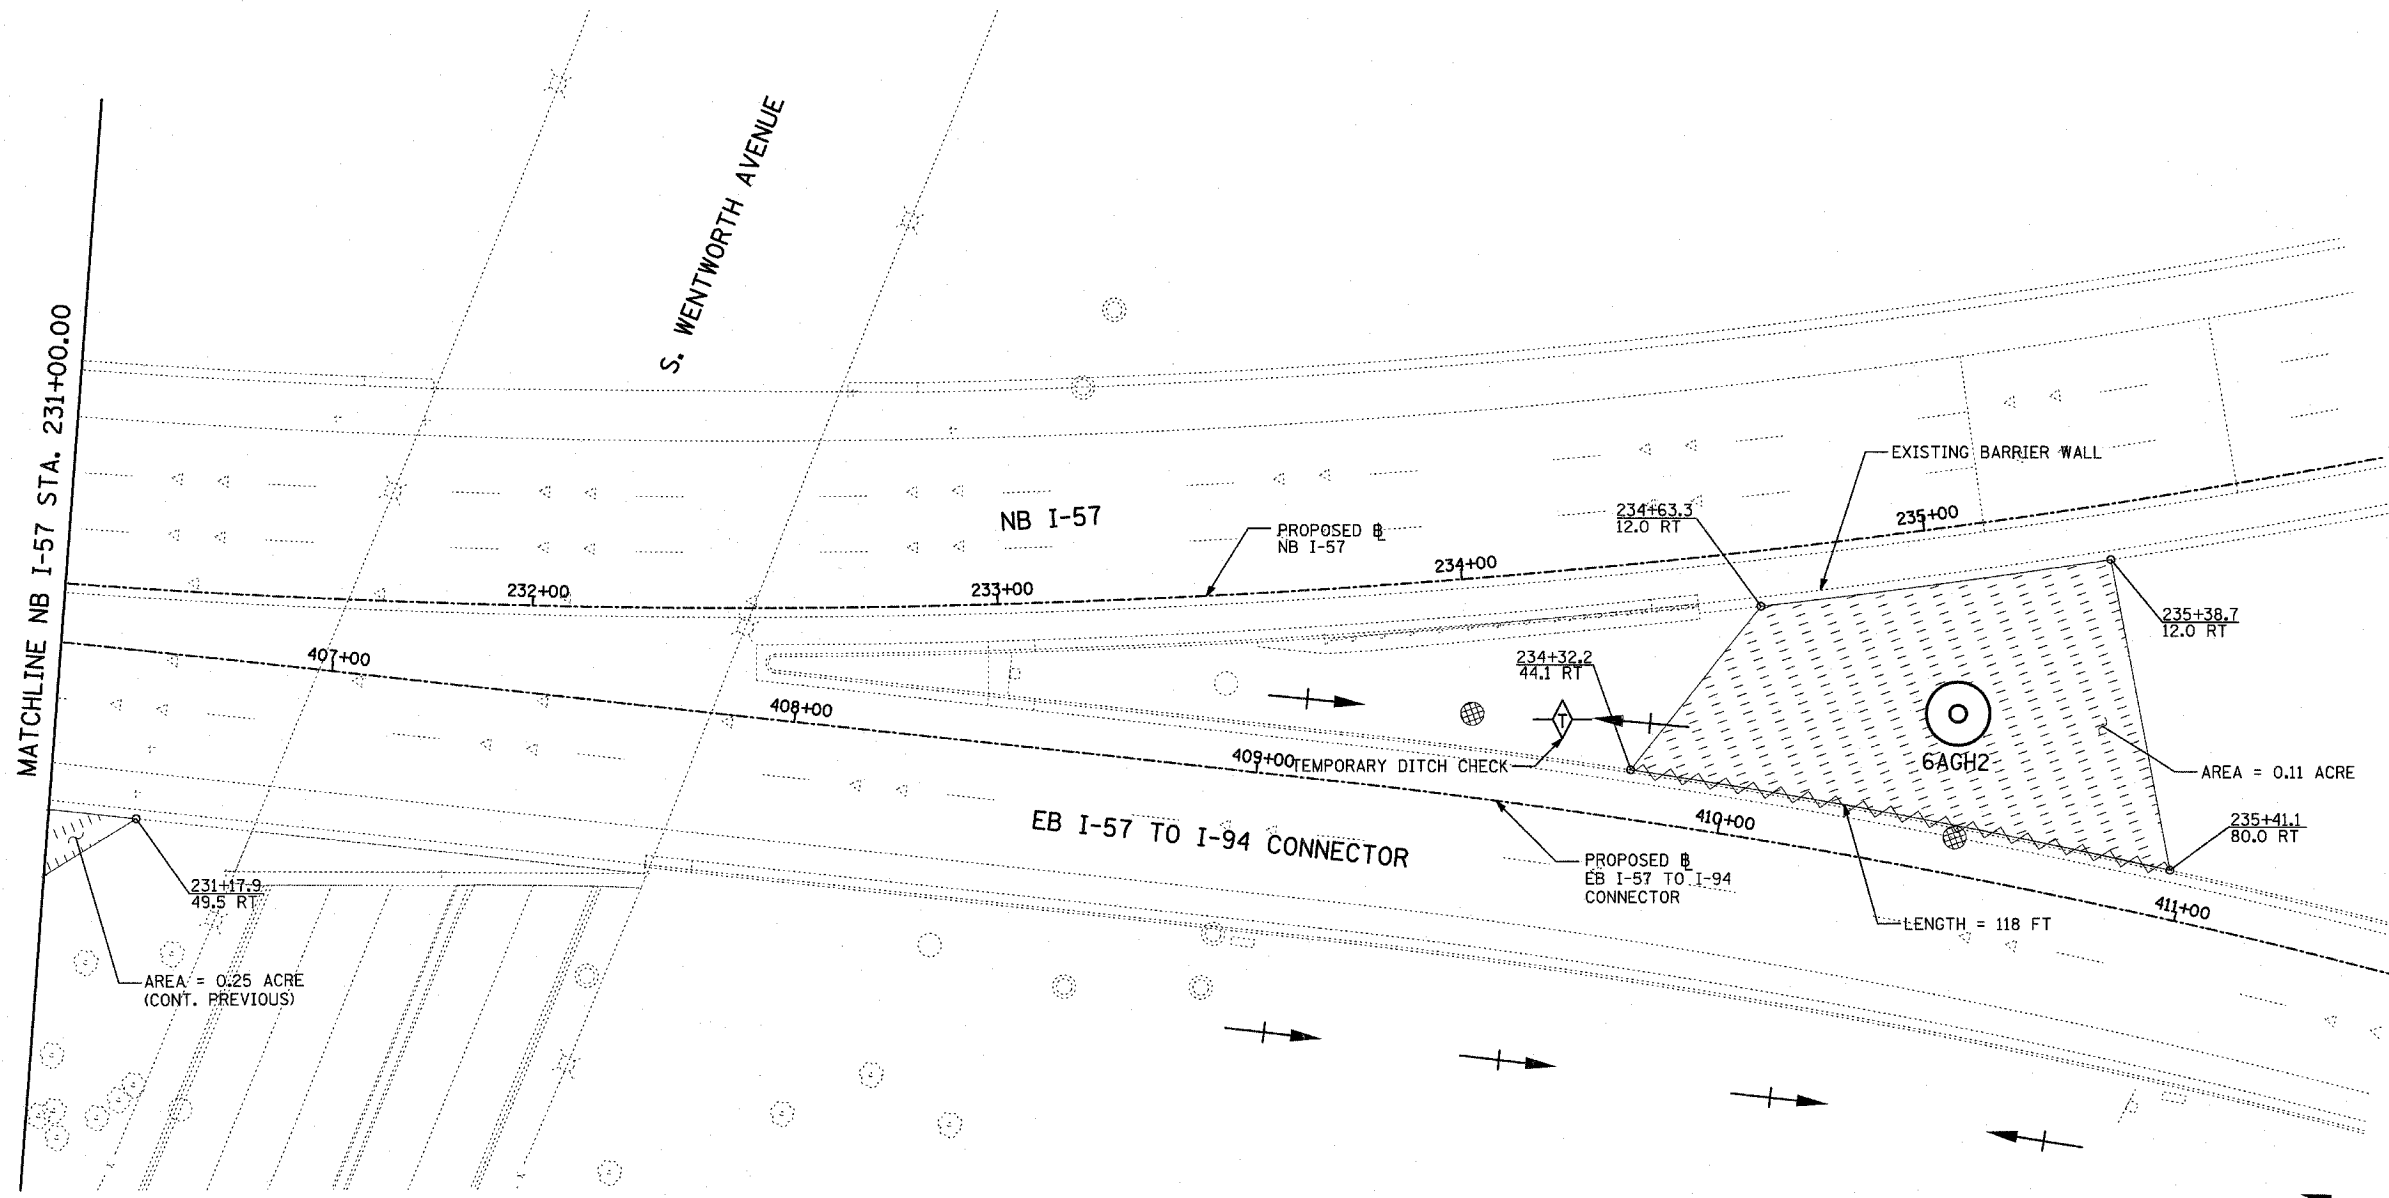 MATCHLINE NB I-57 STA. 231+00.00
S. WENTWORTH AVENUE
NB I-57
PROPOSED ⅊
NB I-57
EXISTING BARRIER WALL
234+63.3
12.0 RT
235+00
234+00
233+00
232+00
235+38.7
12.0 RT
234+32.2
44.1 RT
407+00
408+00
409+00
TEMPORARY DITCH CHECK
T
6AGH2
AREA = 0.11 ACRE
410+00
235+41.1
80.0 RT
EB I-57 TO I-94 CONNECTOR
PROPOSED ⅊
EB I-57 TO I-94
CONNECTOR
411+00
LENGTH = 118 FT
231+17.9
49.5 RT
AREA = 0.25 ACRE
(CONT. PREVIOUS)